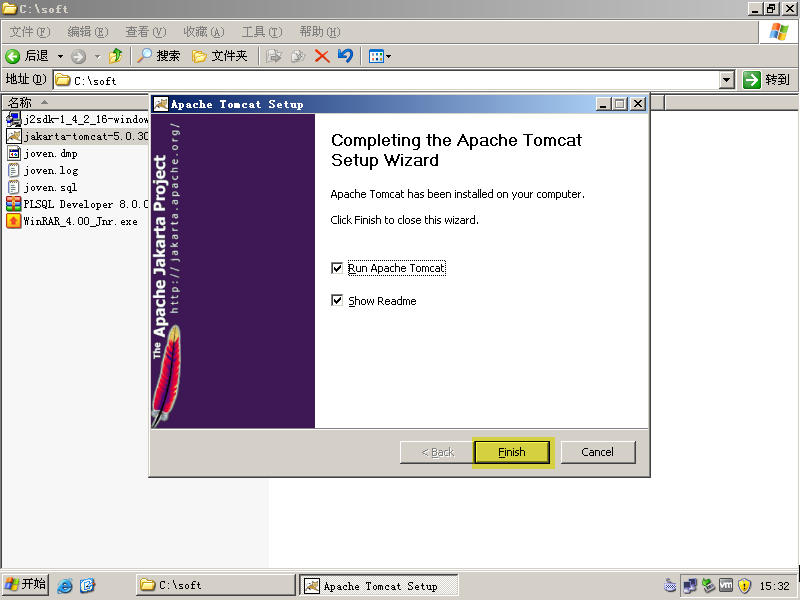 C:\soft
文件(F) 编辑(E) 查看(V) 收藏(A) 工具(T) 帮助(H)
后退 搜索 文件夹
地址(D) C:\soft 转到
名称
j2sdk-1_4_2_16-window
jakarta-tomcat-5.0.30
joven.dmp
joven.log
joven.sql
PLSQL Developer 8.0.0
WinRAR_4.00_Jnr.exe
Apache Tomcat Setup
The Apache Jakarta Project
http://jakarta.apache.org/
Completing the Apache Tomcat
Setup Wizard
Apache Tomcat has been installed on your computer.
Click Finish to close this wizard.
Run Apache Tomcat
Show Readme
< Back Finish Cancel
开始 C:\soft Apache Tomcat Setup 15:32